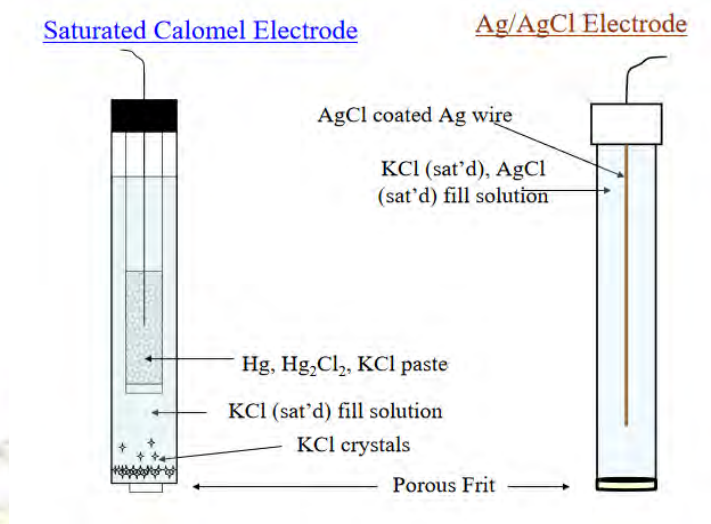 Saturated Calomel Electrode
Ag/AgCl Electrode
AgCl coated Ag wire
KCl (sat’d), AgCl
(sat’d) fill solution
Hg, Hg₂Cl₂, KCl paste
KCl (sat’d) fill solution
KCl crystals
Porous Frit